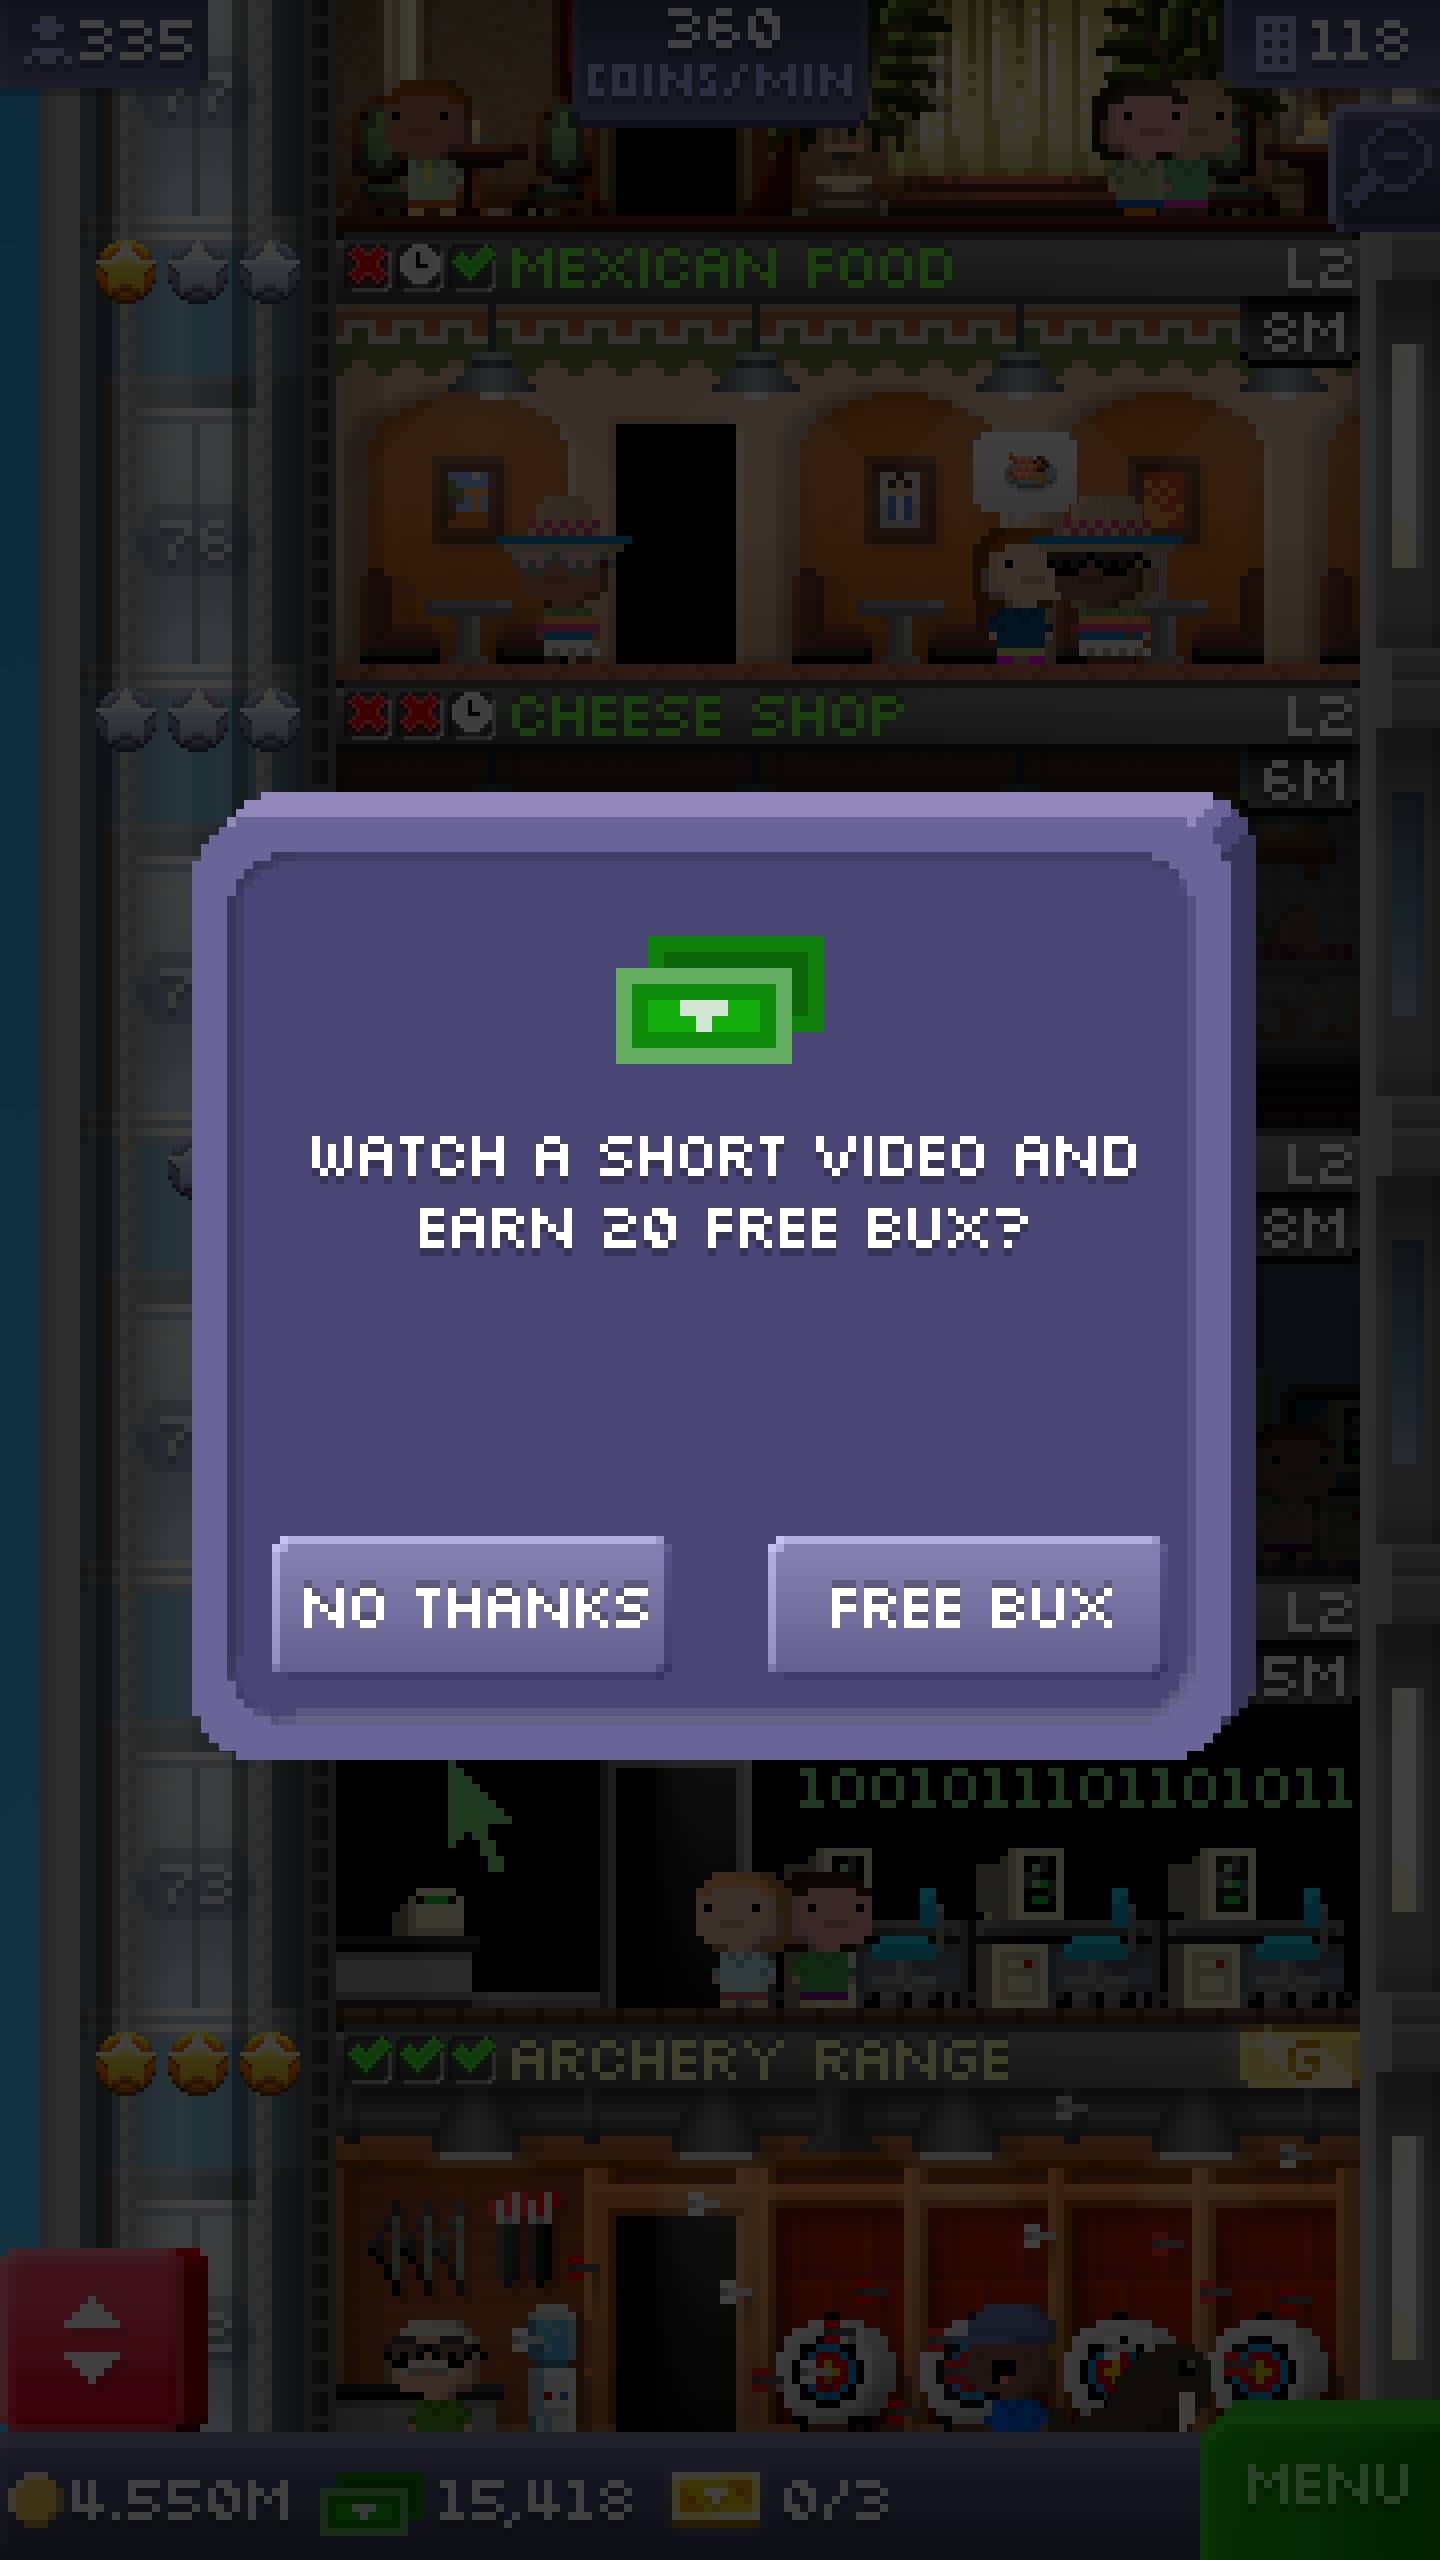 335
360
COINS/MIN
118
77
MEXICAN FOOD
L2
8M
76
CHEESE SHOP
L2
6M
L2
8M
WATCH A SHORT VIDEO AND
EARN 20 FREE BUX?
NO THANKS
FREE BUX
L2
5M
1001011101101011
73
ARCHERY RANGE
G
4.550M
15,418
0/3
MENU